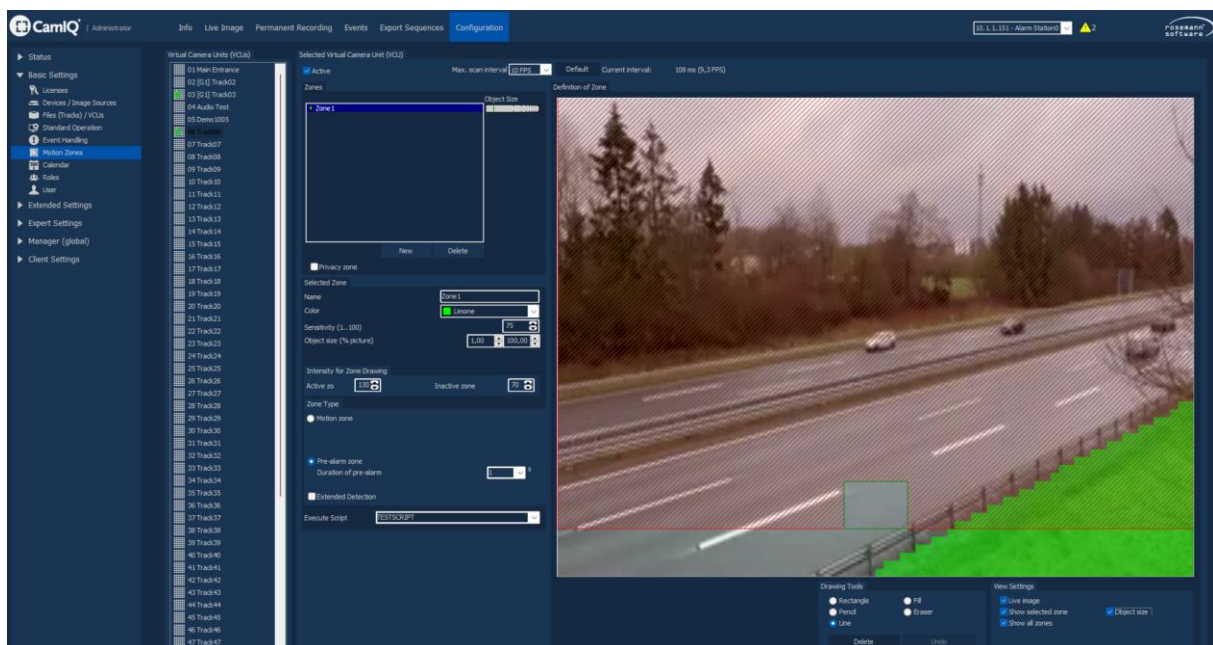 CamIQ | Administrator
Info Live Image Permanent Recording Events Export Sequences Configuration
10.1.1.151 - Alarm Station0
2
rosemann
software
Status
Basic Settings
Licenses
Devices / Image Sources
Files (Tracks) / VCUs
Standard Operation
Event Handling
Motion Zones
Calendar
Roles
User
Extended Settings
Expert Settings
Manager (global)
Client Settings
Virtual Camera Units (VCUs)
01 Main Entrance
02 [G1] Track02
03 [G1] Track03
04 Audio Test
05 Demo1005
06 Track06
07 Track07
08 Track08
09 Track09
10 Track10
11 Track11
12 Track12
13 Track13
14 Track14
15 Track15
16 Track16
17 Track17
18 Track18
19 Track19
20 Track20
21 Track21
22 Track22
23 Track23
24 Track24
25 Track25
26 Track26
27 Track27
28 Track28
29 Track29
30 Track30
31 Track31
32 Track32
33 Track33
34 Track34
35 Track35
36 Track36
37 Track37
38 Track38
39 Track39
40 Track40
41 Track41
42 Track42
43 Track43
44 Track44
45 Track45
46 Track46
47 Track47
Selected Virtual Camera Unit (VCU)
Active
Max. scan interval 10 FPS Default Current interval: 108 ms (9,3 FPS)
Zones
Object Size
Zone1
New Delete
Privacy zone
Selected Zone
Name Zone1
Color Limone
Sensitivity (1...100) 75
Object size (% picture) 1,00 100,00
Intensity for Zone Drawing
Active zo 130 Inactive zone 70
Zone Type
Motion zone
Pre-alarm zone
Duration of pre-alarm 1 s
Extended Detection
Execute Script TESTSCRIPT
Definition of Zone
Drawing Tools
Rectangle Fill
Pencil Eraser
Line
Delete Undo
View Settings
Live image
Show selected zone Object size
Show all zones